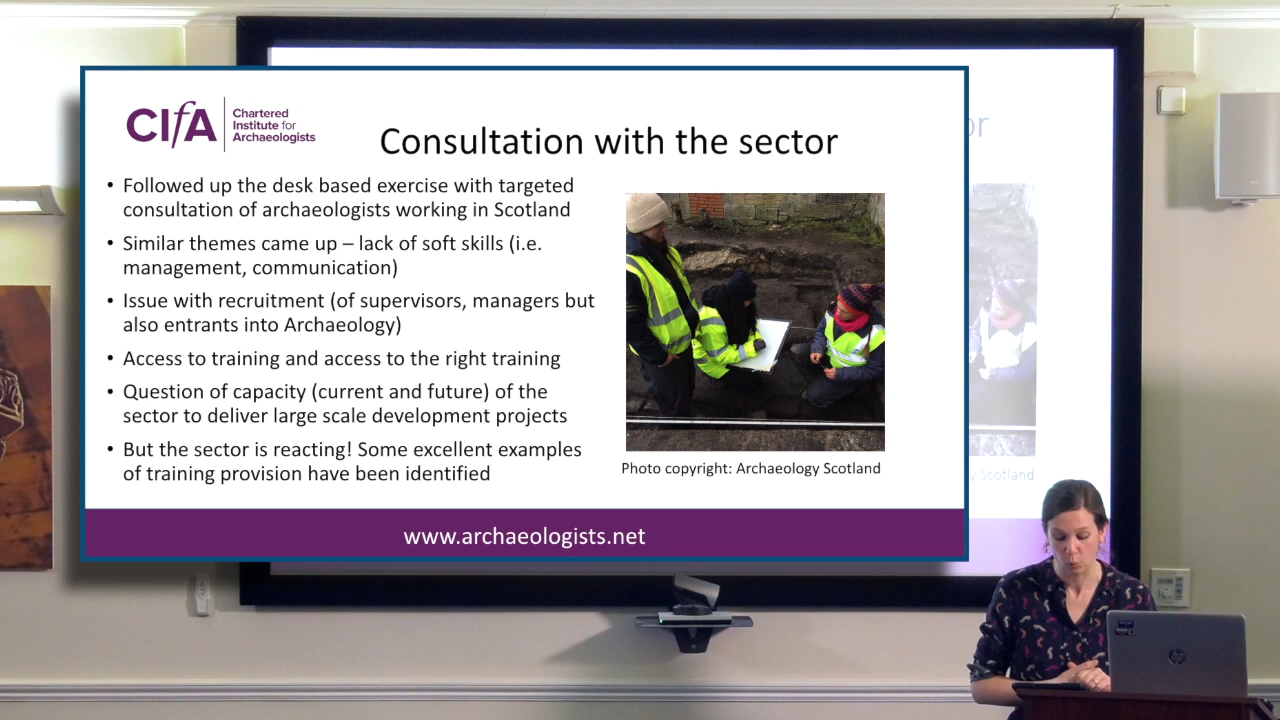 CIfA
Chartered
Institute for
Archaeologists
Consultation with the sector
• Followed up the desk based exercise with targeted
consultation of archaeologists working in Scotland
• Similar themes came up – lack of soft skills (i.e.
management, communication)
• Issue with recruitment (of supervisors, managers but
also entrants into Archaeology)
• Access to training and access to the right training
• Question of capacity (current and future) of the
sector to deliver large scale development projects
• But the sector is reacting! Some excellent examples
of training provision have been identified
Photo copyright: Archaeology Scotland
www.archaeologists.net
or
y Scotland
hp